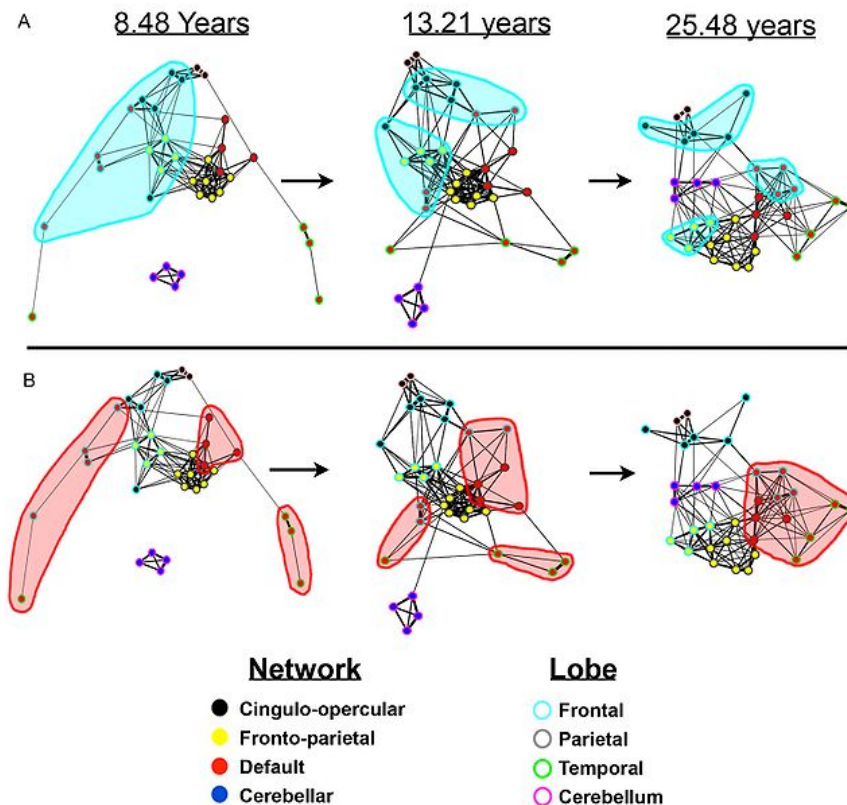 A
8.48 Years
13.21 years
25.48 years
B
Network
Cingulo-opercular
Fronto-parietal
Default
Cerebellar
Lobe
Frontal
Parietal
Temporal
Cerebellum